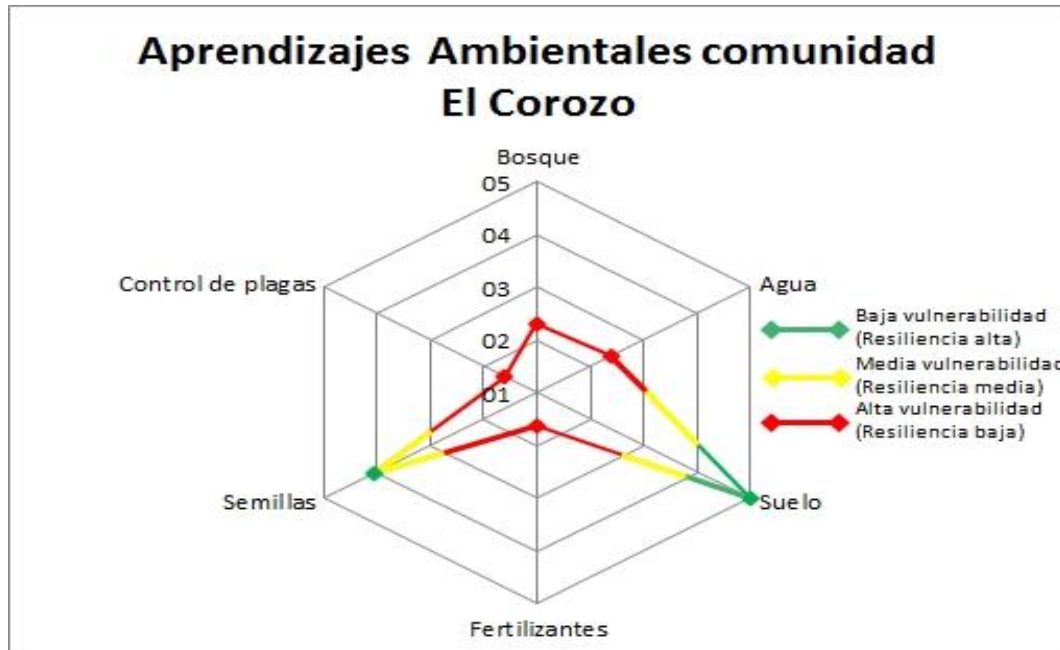 Aprendizajes Ambientales comunidad
El Corozo
Bosque
05
04
03
02
01
Control de plagas
Agua
Semillas
Suelo
Fertilizantes
Baja vulnerabilidad
(Resiliencia alta)
Media vulnerabilidad
(Resiliencia media)
Alta vulnerabilidad
(Resiliencia baja)